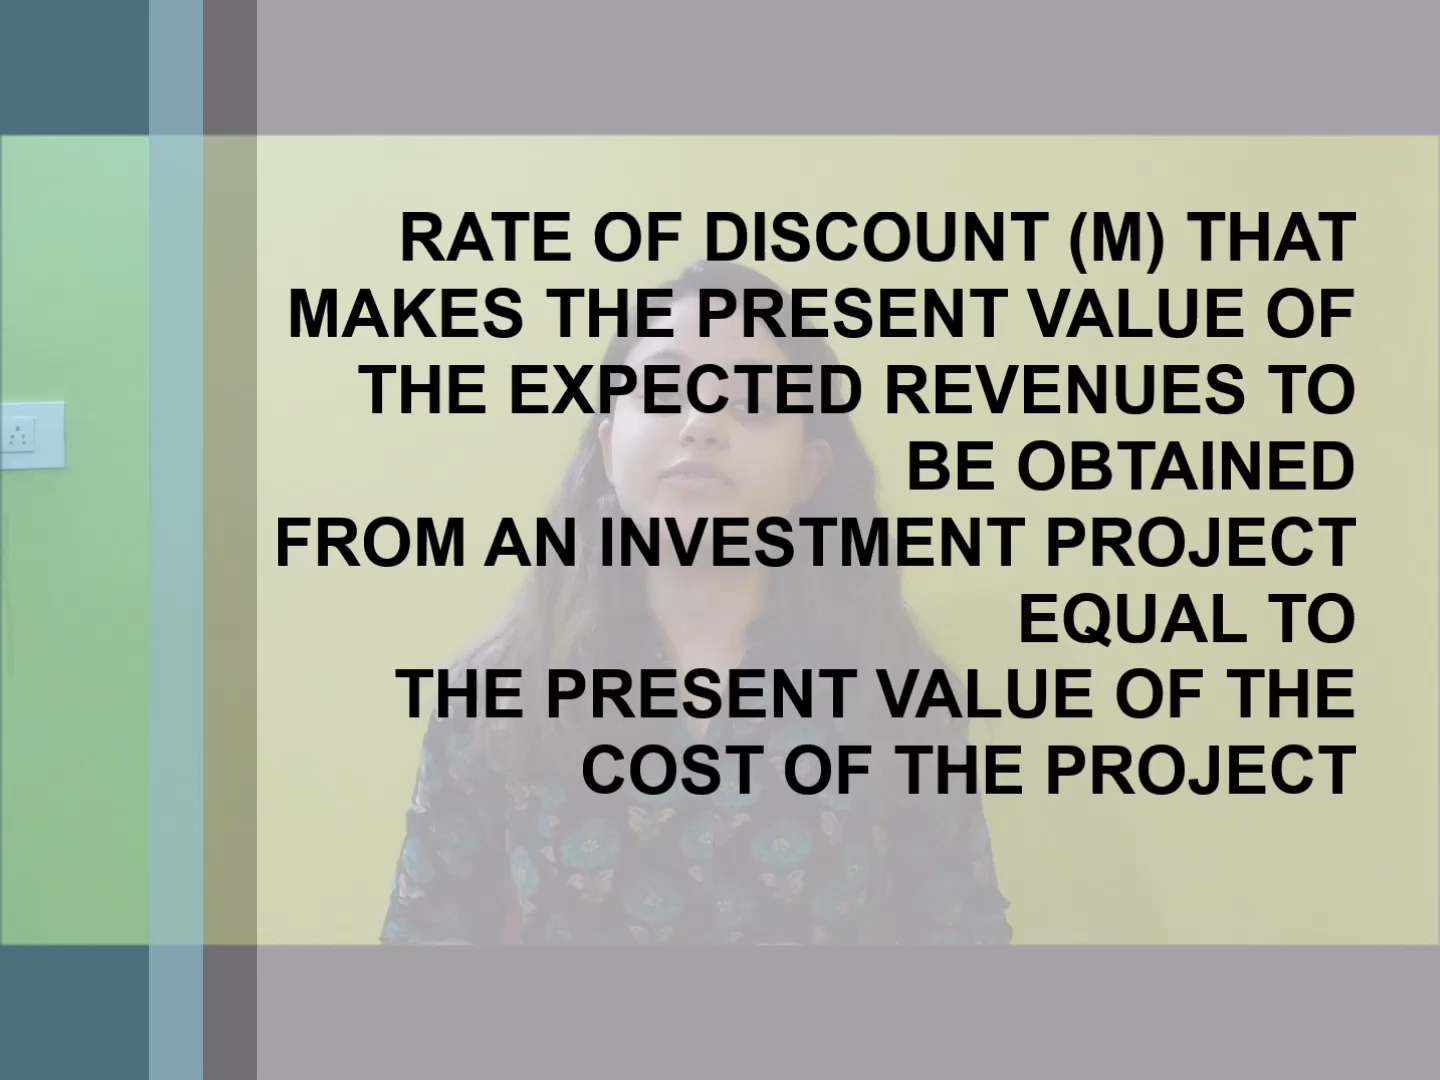 RATE OF DISCOUNT (M) THAT
MAKES THE PRESENT VALUE OF
THE EXPECTED REVENUES TO
BE OBTAINED
FROM AN INVESTMENT PROJECT
EQUAL TO
THE PRESENT VALUE OF THE
COST OF THE PROJECT